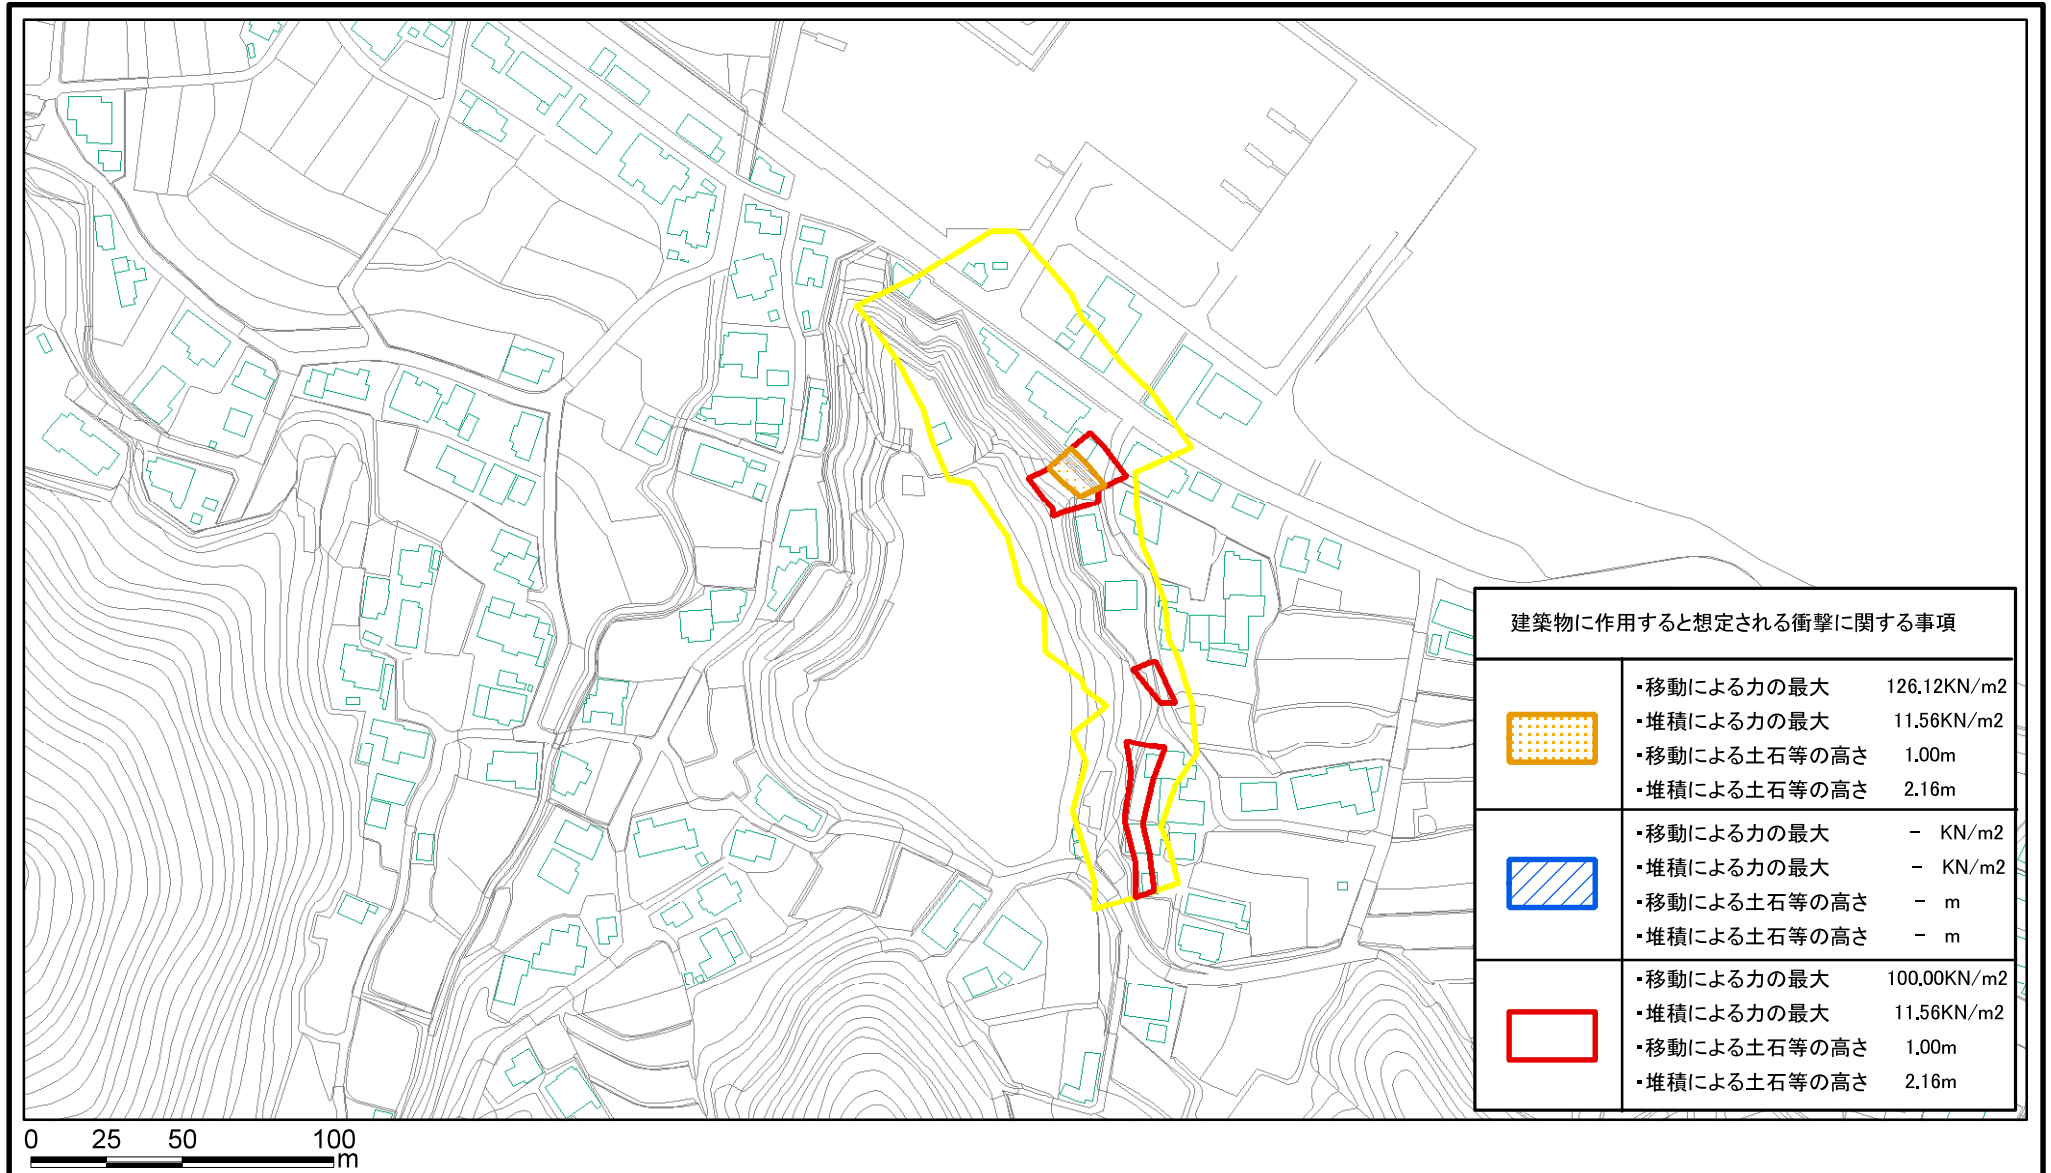 建築物に作用すると想定される衝撃に関する事項
・移動による力の最大 126.12KN/m2
・堆積による力の最大 11.56KN/m2
・移動による土石等の高さ 1.00m
・堆積による土石等の高さ 2.16m
・移動による力の最大 － KN/m2
・堆積による力の最大 － KN/m2
・移動による土石等の高さ － m
・堆積による土石等の高さ － m
・移動による力の最大 100.00KN/m2
・堆積による力の最大 11.56KN/m2
・移動による土石等の高さ 1.00m
・堆積による土石等の高さ 2.16m
0 25 50 100
m